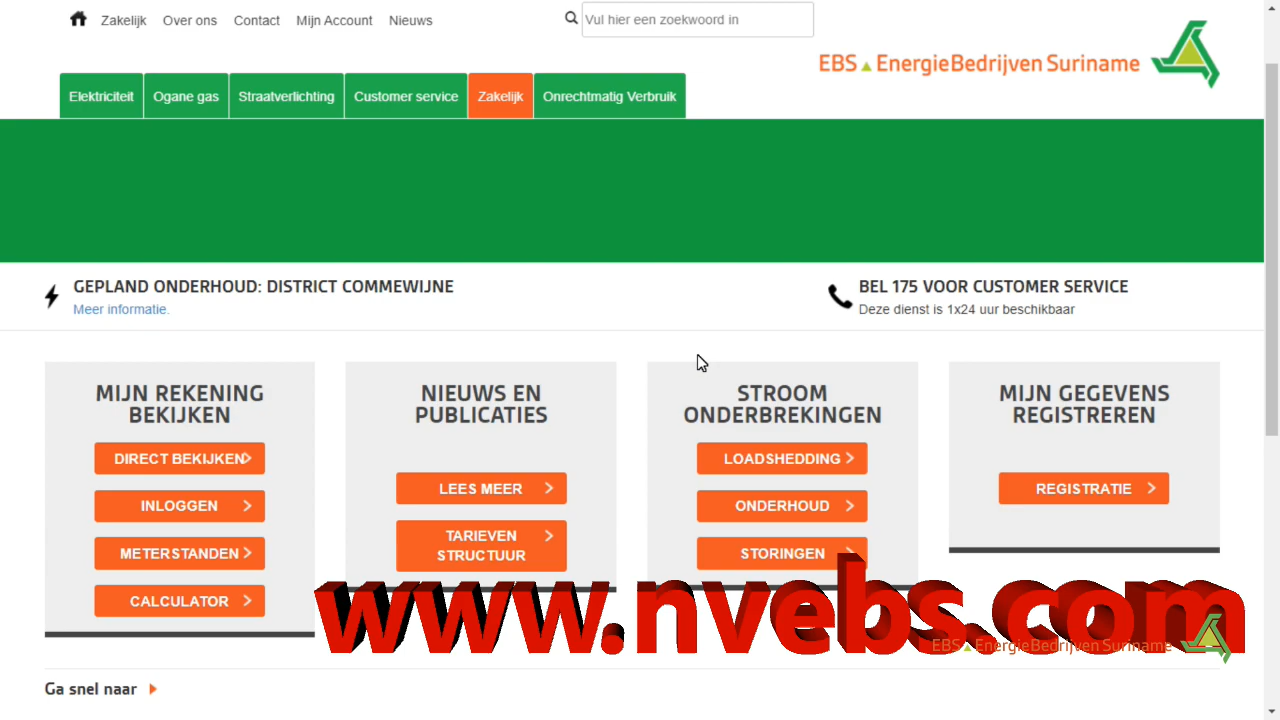 Zakelijk Over ons Contact Mijn Account Nieuws
Vul hier een zoekwoord in
EBS EnergieBedrijven Suriname
Elektriciteit Ogane gas Straatverlichting Customer service Zakelijk Onrechtmatig Verbruik
GEPLAND ONDERHOUD: DISTRICT COMMEWIJNE
Meer informatie.
BEL 175 VOOR CUSTOMER SERVICE
Deze dienst is 1x24 uur beschikbaar
MIJN REKENING
BEKIJKEN
DIRECT BEKIJKEN
INLOGGEN
METERSTANDEN
CALCULATOR
NIEUWS EN
PUBLICATIES
LEES MEER
TARIEVEN
STRUCTUUR
STROOM
ONDERBREKINGEN
LOADSHEDDING
ONDERHOUD
STORINGEN
MIJN GEGEVENS
REGISTREREN
REGISTRATIE
www.nvebs.com
EBS EnergieBedrijven Suriname
Ga snel naar